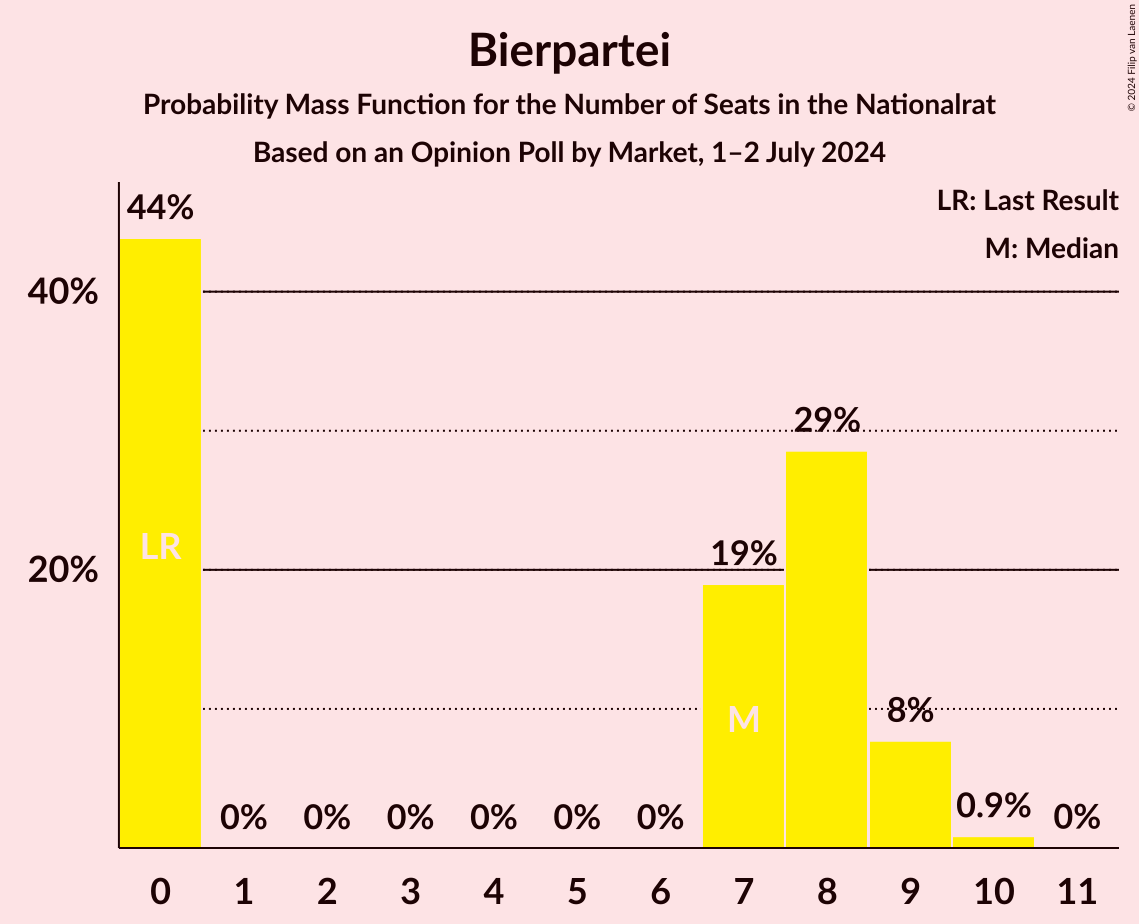 Bierpartei
Probability Mass Function for the Number of Seats in the Nationalrat
Based on an Opinion Poll by Market, 1–2 July 2024
© 2024 Filip van Laenen
LR: Last Result
M: Median
44%
40%
29%
LR
20%
19%
M
8%
0% 0% 0% 0% 0% 0% 0.9% 0%
0 1 2 3 4 5 6 7 8 9 10 11